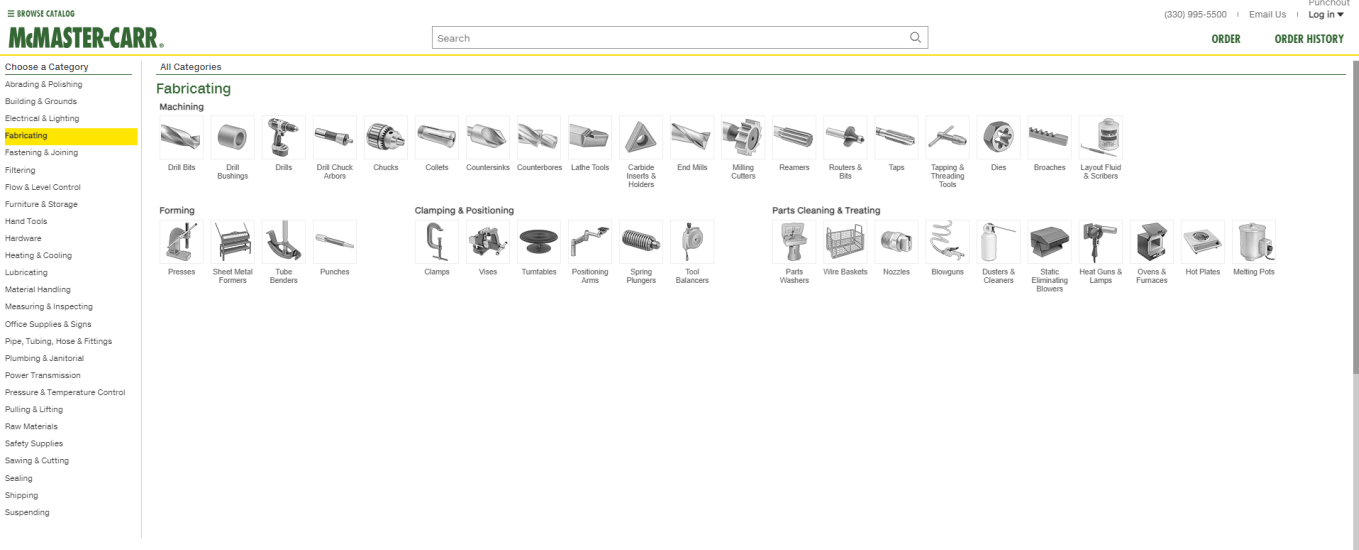 Punchout
☰ BROWSE CATALOG
(330) 995-5500 | Email Us | Log in ▼
McMASTER-CARR®
Search
ORDER
ORDER HISTORY
Choose a Category
Abrading & Polishing
Building & Grounds
Electrical & Lighting
Fabricating
Fastening & Joining
Filtering
Flow & Level Control
Furniture & Storage
Hand Tools
Hardware
Heating & Cooling
Lubricating
Material Handling
Measuring & Inspecting
Office Supplies & Signs
Pipe, Tubing, Hose & Fittings
Plumbing & Janitorial
Power Transmission
Pressure & Temperature Control
Pulling & Lifting
Raw Materials
Safety Supplies
Sawing & Cutting
Sealing
Shipping
Suspending
All Categories
Fabricating
Machining
Drill Bits
Drill
Bushings
Drills
Drill Chuck
Arbors
Chucks
Collets
Countersinks
Counterbores
Lathe Tools
Carbide
Inserts &
Holders
End Mills
Milling
Cutters
Reamers
Routers &
Bits
Taps
Tapping &
Threading
Tools
Dies
Broaches
Layout Fluid
& Scribers
Forming
Presses
Sheet Metal
Formers
Tube
Benders
Punches
Clamping & Positioning
Clamps
Vises
Turntables
Positioning
Arms
Spring
Plungers
Tool
Balancers
Parts Cleaning & Treating
Parts
Washers
Wire Baskets
Nozzles
Blowguns
Dusters &
Cleaners
Static
Eliminating
Blowers
Heat Guns &
Lamps
Ovens &
Furnaces
Hot Plates
Melting Pots